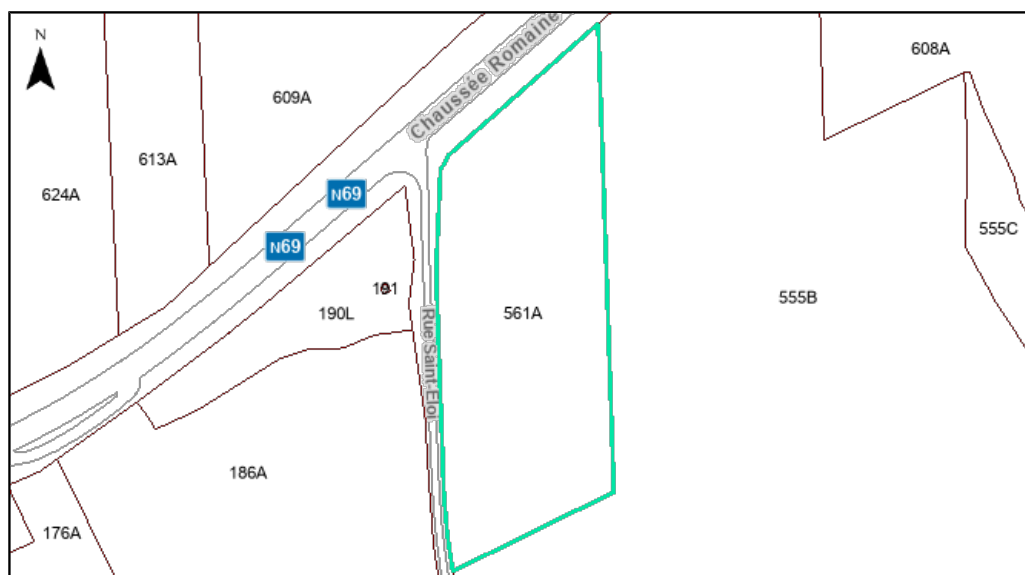 N
608A
Chaussée Romaine
609A
613A
624A
N69
555C
N69
191
555B
190L
561A
Rue Saint-Eloi
186A
176A